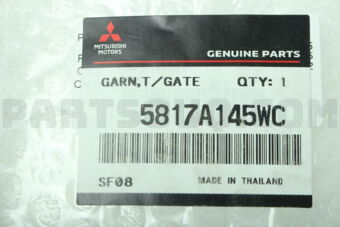 MITSUBISHI
MOTORS
GENUINE PARTS
GARN,T/GATE QTY: 1
5817A145WC
SF08 MADE IN THAILAND